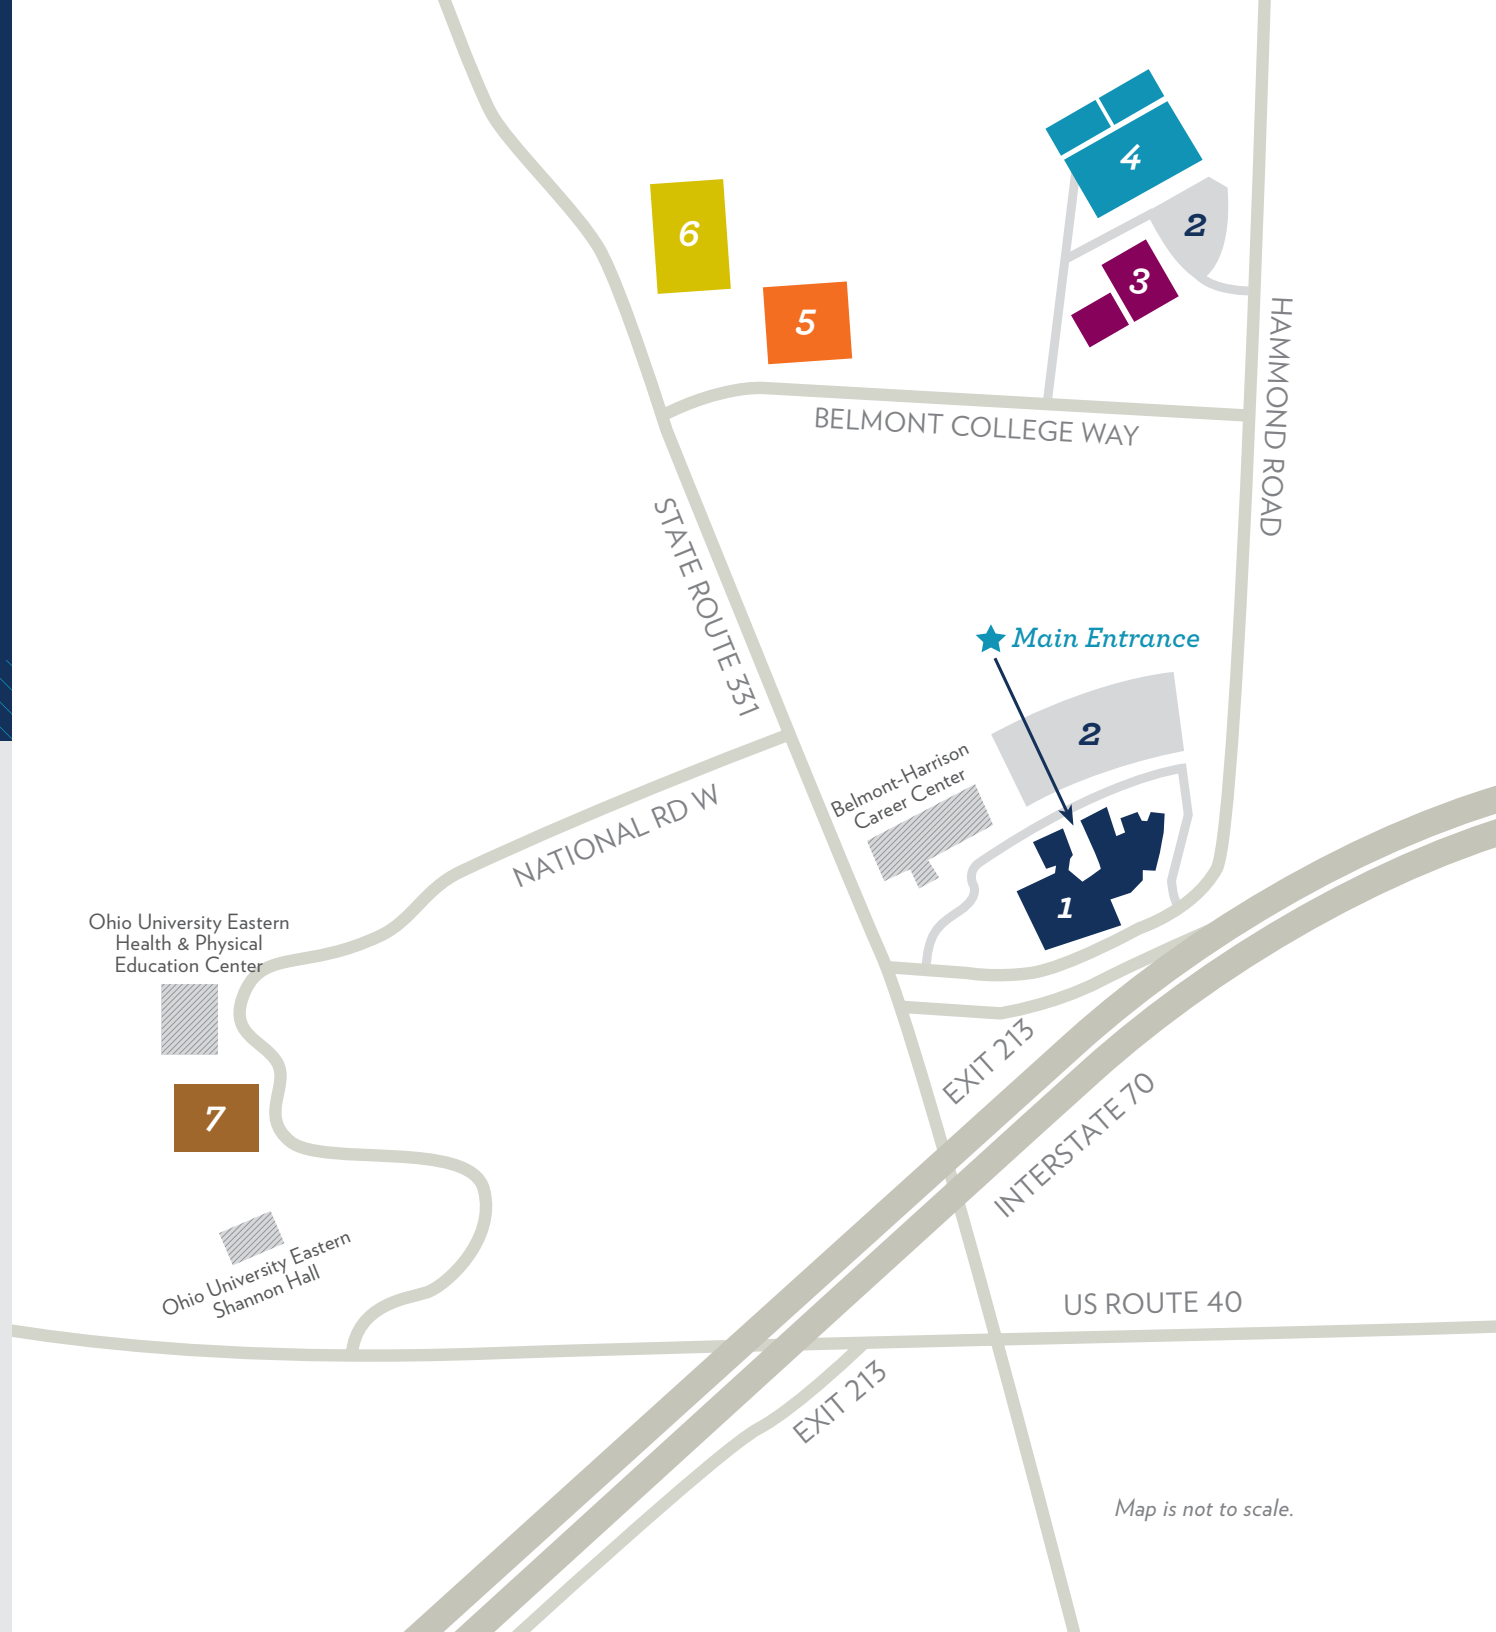 4
2
6
3
5
HAMMOND ROAD
BELMONT COLLEGE WAY
STATE ROUTE 331
Main Entrance
2
Belmont-Harrison
Career Center
NATIONAL RD W
1
Ohio University Eastern
Health & Physical
Education Center
EXIT 213
INTERSTATE 70
7
Ohio University Eastern
Shannon Hall
US ROUTE 40
EXIT 213
Map is not to scale.